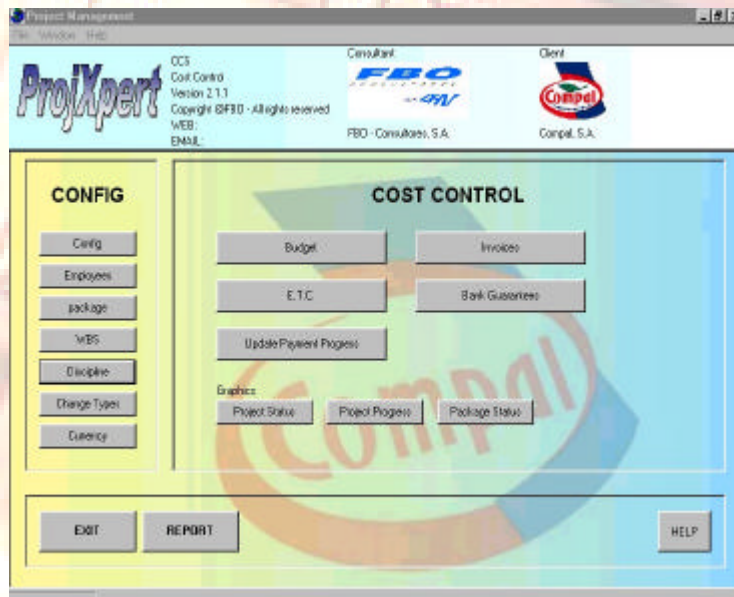 Project Management
File Window Help
ProjXpert
CCS
Cost Control
Version 2.1.1
Copyright @FBO - All rights reserved
WEB:
EMAIL:
Consultant
FBO
FBO - Consultores, S.A.
Client
Compal
Compal, S.A.
CONFIG
Config
Employees
package
WBS
Discipline
Change Types
Currency
COST CONTROL
Budget
Invoices
E.T.C
Bank Guarantees
Update Payment Progress
Graphics
Project Status
Project Progress
Package Status
Compal
EXIT
REPORT
HELP